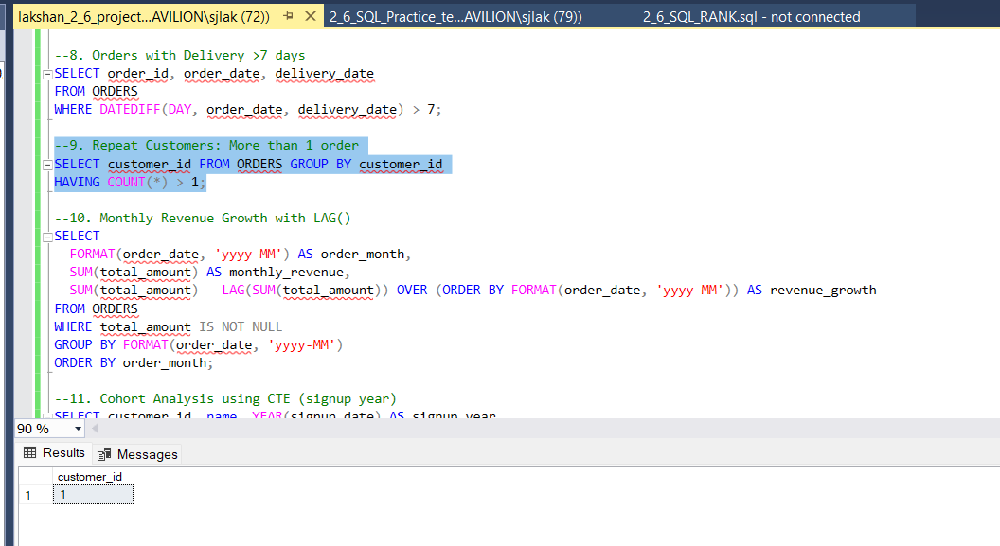 lakshan_2_6_project...AVILION\sjlak (72)) 2_6_SQL_Practice_te...AVILION\sjlak (79)) 2_6_SQL_RANK.sql - not connected
--8. Orders with Delivery >7 days
SELECT order_id, order_date, delivery_date
FROM ORDERS
WHERE DATEDIFF(DAY, order_date, delivery_date) > 7;
--9. Repeat Customers: More than 1 order
SELECT customer_id FROM ORDERS GROUP BY customer_id
HAVING COUNT(*) > 1;
--10. Monthly Revenue Growth with LAG()
SELECT
FORMAT(order_date, 'yyyy-MM') AS order_month,
SUM(total_amount) AS monthly_revenue,
SUM(total_amount) - LAG(SUM(total_amount)) OVER (ORDER BY FORMAT(order_date, 'yyyy-MM')) AS revenue_growth
FROM ORDERS
WHERE total_amount IS NOT NULL
GROUP BY FORMAT(order_date, 'yyyy-MM')
ORDER BY order_month;
--11. Cohort Analysis using CTE (signup year)
SELECT customer_id, name, YEAR(signup_date) AS signup_year
90 %
Results Messages
customer_id
1 1